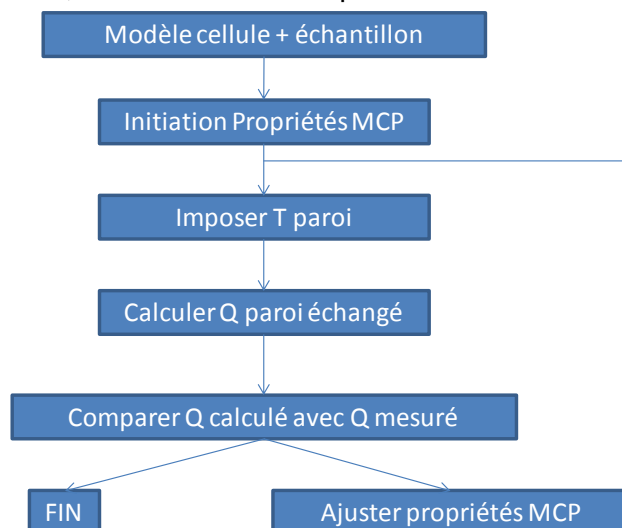 Modèle cellule + échantillon
Initiation Propriétés MCP
Imposer T paroi
Calculer Q paroi échangé
Comparer Q calculé avec Q mesuré
FIN
Ajuster propriétés MCP